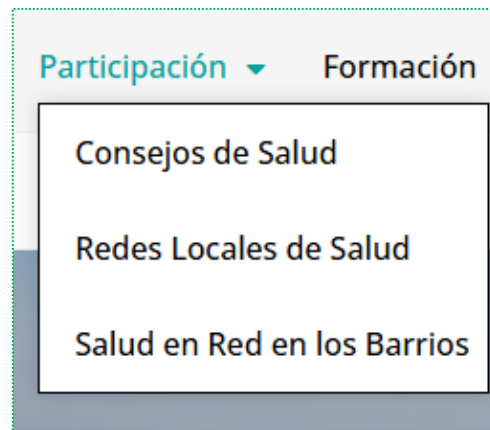 Participación Formación
Consejos de Salud
Redes Locales de Salud
Salud en Red en los Barrios